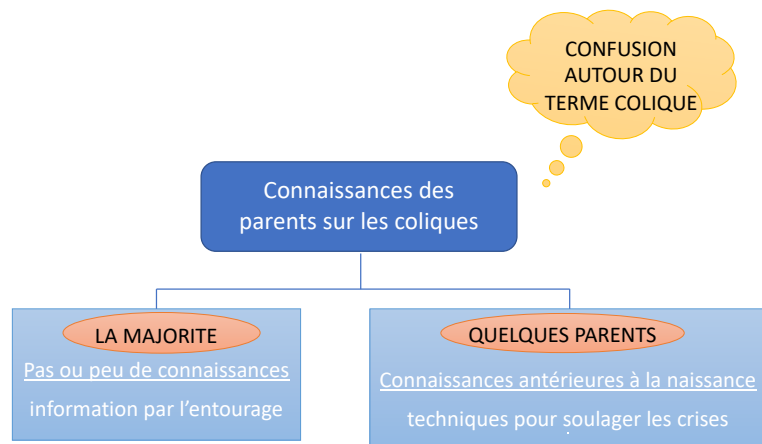 CONFUSION
AUTOUR DU
TERME COLIQUE
Connaissances des
parents sur les coliques
LA MAJORITE
Pas ou peu de connaissances
information par l'entourage
QUELQUES PARENTS
Connaissances antérieures à la naissance
techniques pour soulager les crises